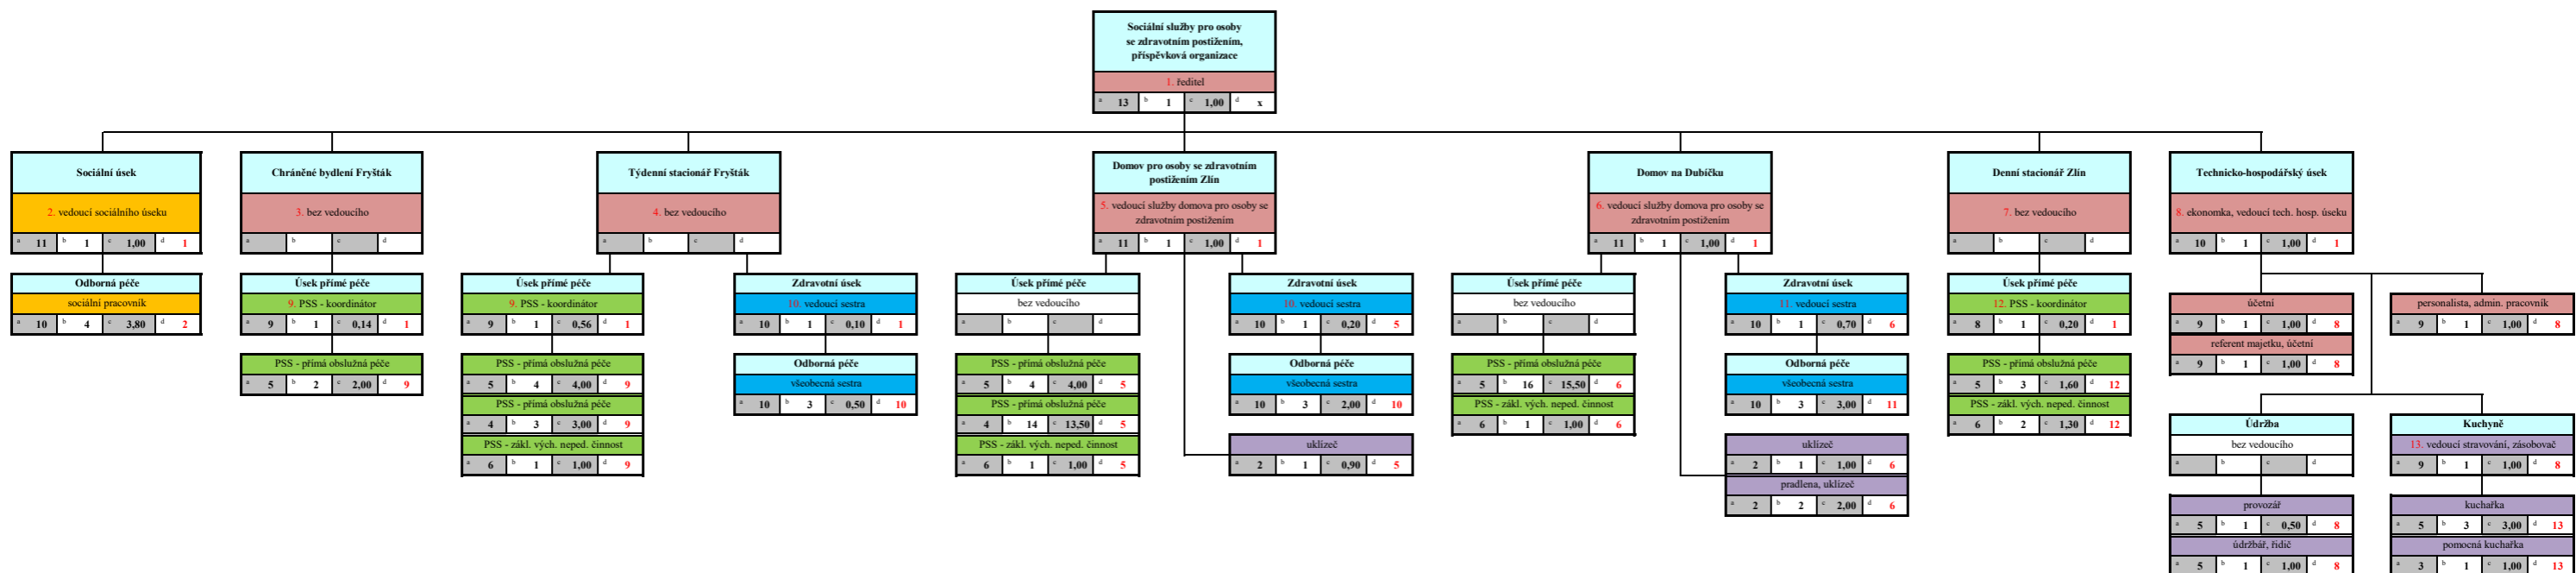 Sociální služby pro osoby
se zdravotním postižením,
příspěvková organizace
1. ředitel
a 13 b 1 c 1,00 d x
Sociální úsek
2. vedoucí sociálního úseku
a 11 b 1 c 1,00 d 1
Odborná péče
sociální pracovník
a 10 b 4 c 3,80 d 2
Chráněné bydlení Fryšták
3. bez vedoucího
a b c d
Úsek přímé péče
9. PSS - koordinátor
a 9 b 1 c 0,14 d 1
PSS - přímá obslužná péče
a 5 b 2 c 2,00 d 9
Týdenní stacionář Fryšták
4. bez vedoucího
a b c d
Úsek přímé péče
9. PSS - koordinátor
a 9 b 1 c 0,56 d 1
PSS - přímá obslužná péče
a 5 b 4 c 4,00 d 9
PSS - přímá obslužná péče
a 4 b 3 c 3,00 d 9
PSS - zákl. vých. neped. činnost
a 6 b 1 c 1,00 d 9
Zdravotní úsek
10. vedoucí sestra
a 10 b 1 c 0,10 d 1
Odborná péče
všeobecná sestra
a 10 b 3 c 0,50 d 10
Domov pro osoby se zdravotním
postižením Zlín
5. vedoucí služby domova pro osoby se
zdravotním postižením
a 11 b 1 c 1,00 d 1
Úsek přímé péče
bez vedoucího
a b c d
PSS - přímá obslužná péče
a 5 b 4 c 4,00 d 5
PSS - přímá obslužná péče
a 4 b 14 c 13,50 d 5
PSS - zákl. vých. neped. činnost
a 6 b 1 c 1,00 d 5
Zdravotní úsek
10. vedoucí sestra
a 10 b 1 c 0,20 d 5
Odborná péče
všeobecná sestra
a 10 b 3 c 2,00 d 10
uklízeč
a 2 b 1 c 0,90 d 5
Domov na Dubíčku
6. vedoucí služby domova pro osoby se
zdravotním postižením
a 11 b 1 c 1,00 d 1
Úsek přímé péče
bez vedoucího
a b c d
PSS - přímá obslužná péče
a 5 b 16 c 15,50 d 6
PSS - zákl. vých. neped. činnost
a 6 b 1 c 1,00 d 6
Zdravotní úsek
11. vedoucí sestra
a 10 b 1 c 0,70 d 6
Odborná péče
všeobecná sestra
a 10 b 3 c 3,00 d 11
uklízeč
a 2 b 1 c 1,00 d 6
pradlena, uklízeč
a 2 b 2 c 2,00 d 6
Denní stacionář Zlín
7. bez vedoucího
a b c d
Úsek přímé péče
12. PSS - koordinátor
a 8 b 1 c 0,20 d 1
PSS - přímá obslužná péče
a 5 b 3 c 1,60 d 12
PSS - zákl. vých. neped. činnost
a 6 b 2 c 1,30 d 12
Technicko-hospodářský úsek
8. ekonomka, vedoucí tech. hosp. úseku
a 10 b 1 c 1,00 d 1
účetní
a 9 b 1 c 1,00 d 8
referent majetku, účetní
a 9 b 1 c 1,00 d 8
personalista, admin. pracovník
a 9 b 1 c 1,00 d 8
Údržba
bez vedoucího
a b c d
provozář
a 5 b 1 c 0,50 d 8
údržbář, řidič
a 5 b 1 c 1,00 d 8
Kuchyně
13. vedoucí stravování, zásobovač
a 9 b 1 c 1,00 d 8
kuchařka
a 5 b 3 c 3,00 d 13
pomocná kuchařka
a 3 b 1 c 1,00 d 13